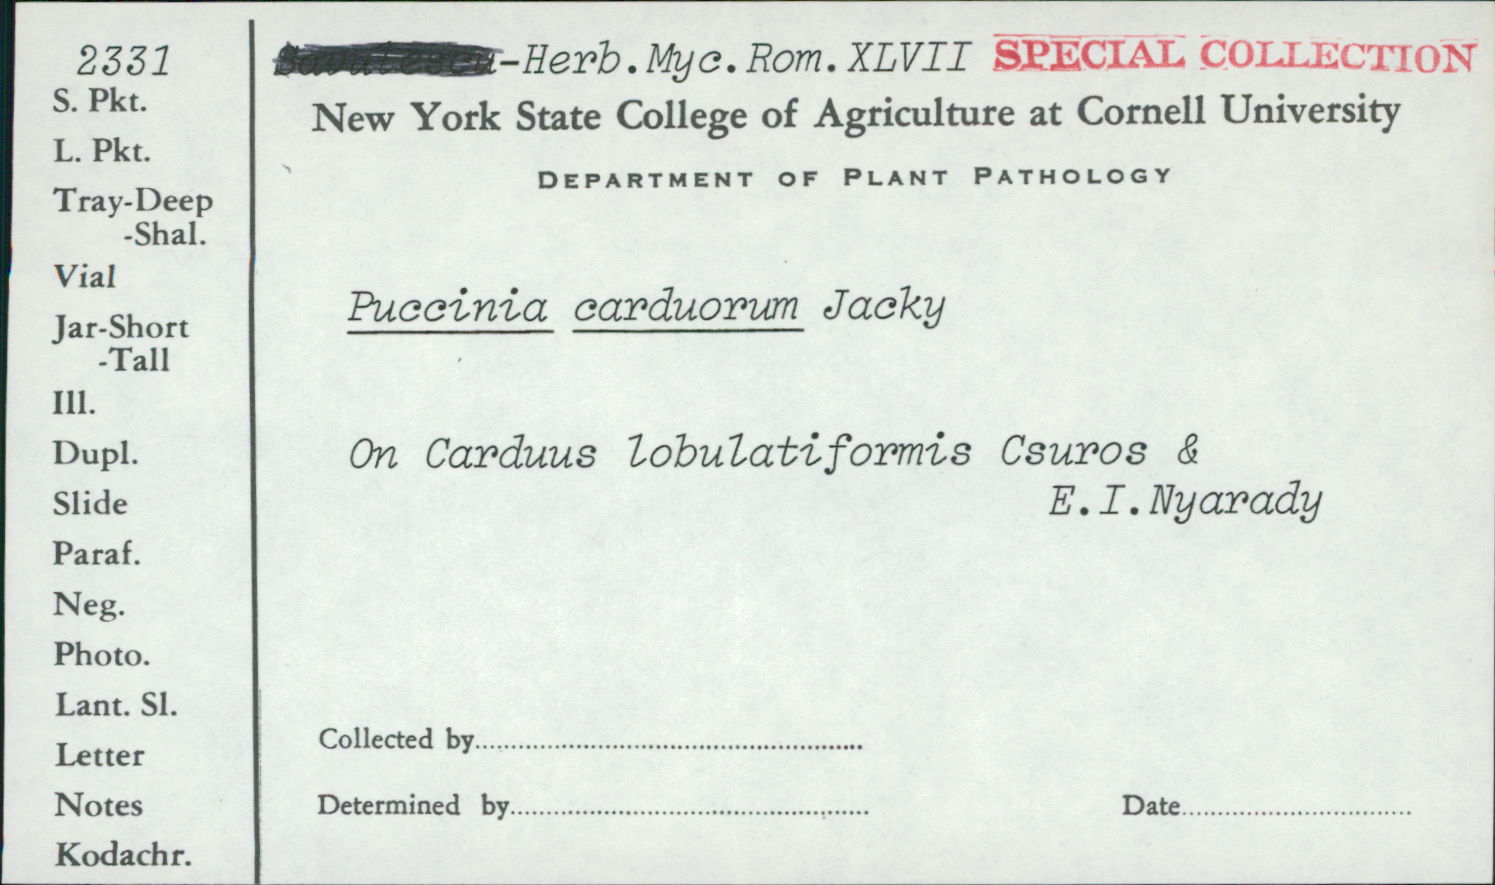 2331
S. Pkt.
L. Pkt.
Tray-Deep
-Shal.
Vial
Jar-Short
-Tall
Ill.
Dupl.
Slide
Paraf.
Neg.
Photo.
Lant. Sl.
Letter
Notes
Kodachr.
-Herb.Myc.Rom. XLVII SPECIAL COLLECTION
New York State College of Agriculture at Cornell University
DEPARTMENT OF PLANT PATHOLOGY
Puccinia carduorum Jacky
On Carduus lobulatiformis Csuros &
E.I.Nyarady
Collected by
Determined by
Date